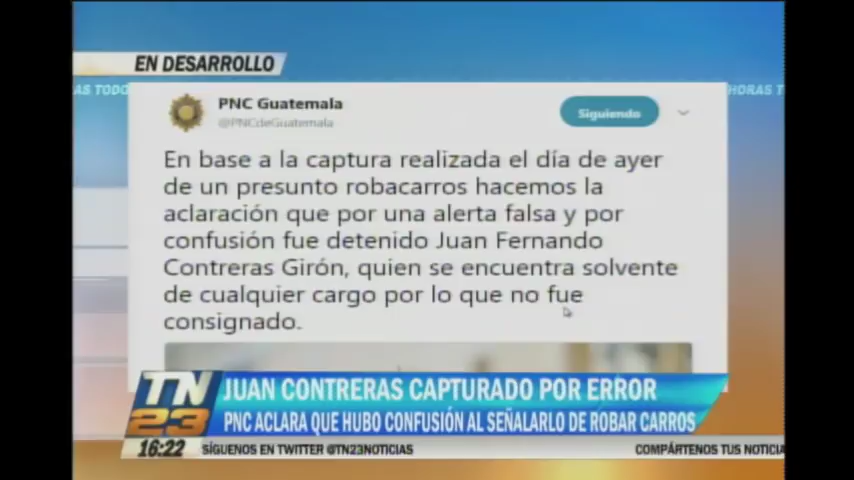 EN DESARROLLO
AS TODO
HORAS T
PNC Guatemala
@PNCdeGuatemala
Siguiendo
En base a la captura realizada el día de ayer
de un presunto robacarros hacemos la
aclaración que por una alerta falsa y por
confusión fue detenido Juan Fernando
Contreras Girón, quien se encuentra solvente
de cualquier cargo por lo que no fue
consignado.
TN
23
JUAN CONTRERAS CAPTURADO POR ERROR
PNC ACLARA QUE HUBO CONFUSIÓN AL SEÑALARLO DE ROBAR CARROS
16:22
SÍGUENOS EN TWITTER @TN23NOTICIAS
COMPÁRTENOS TUS NOTICIA